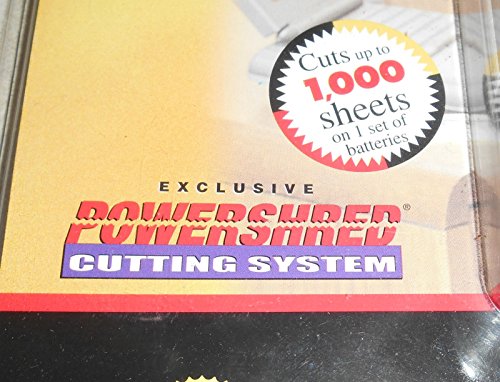 Cuts up to
1,000
sheets
on 1 set of
batteries
EXCLUSIVE
POWERSHRED®
CUTTING SYSTEM